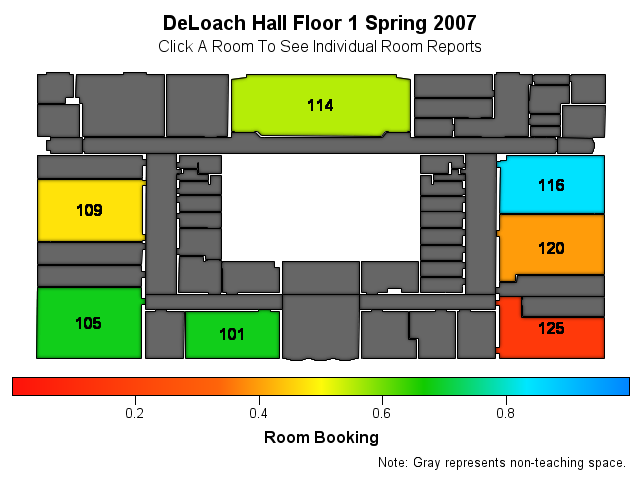 DeLoach Hall Floor 1 Spring 2007
Click A Room To See Individual Room Reports
114
109
116
120
105
101
125
0.2 0.4 0.6 0.8
Room Booking
Note: Gray represents non-teaching space.